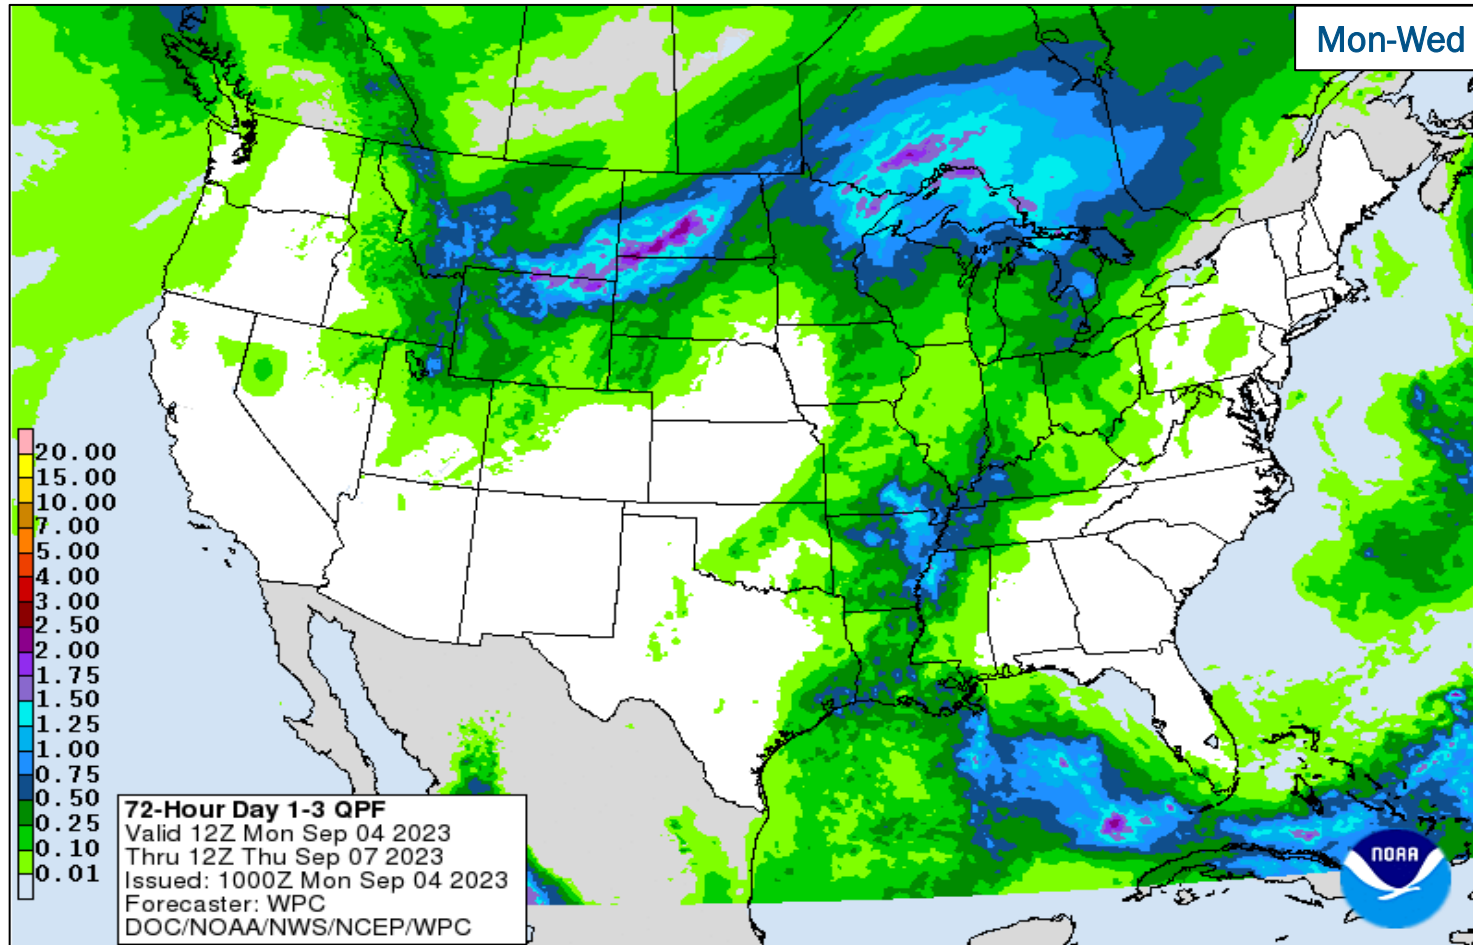 Mon-Wed
20.00
15.00
10.00
7.00
5.00
4.00
3.00
2.50
2.00
1.75
1.50
1.25
1.00
0.75
0.50
0.25
0.10
0.01
72-Hour Day 1-3 QPF
Valid 12Z Mon Sep 04 2023
Thru 12Z Thu Sep 07 2023
Issued: 1000Z Mon Sep 04 2023
Forecaster: WPC
DOC/NOAA/NWS/NCEP/WPC
NOAA